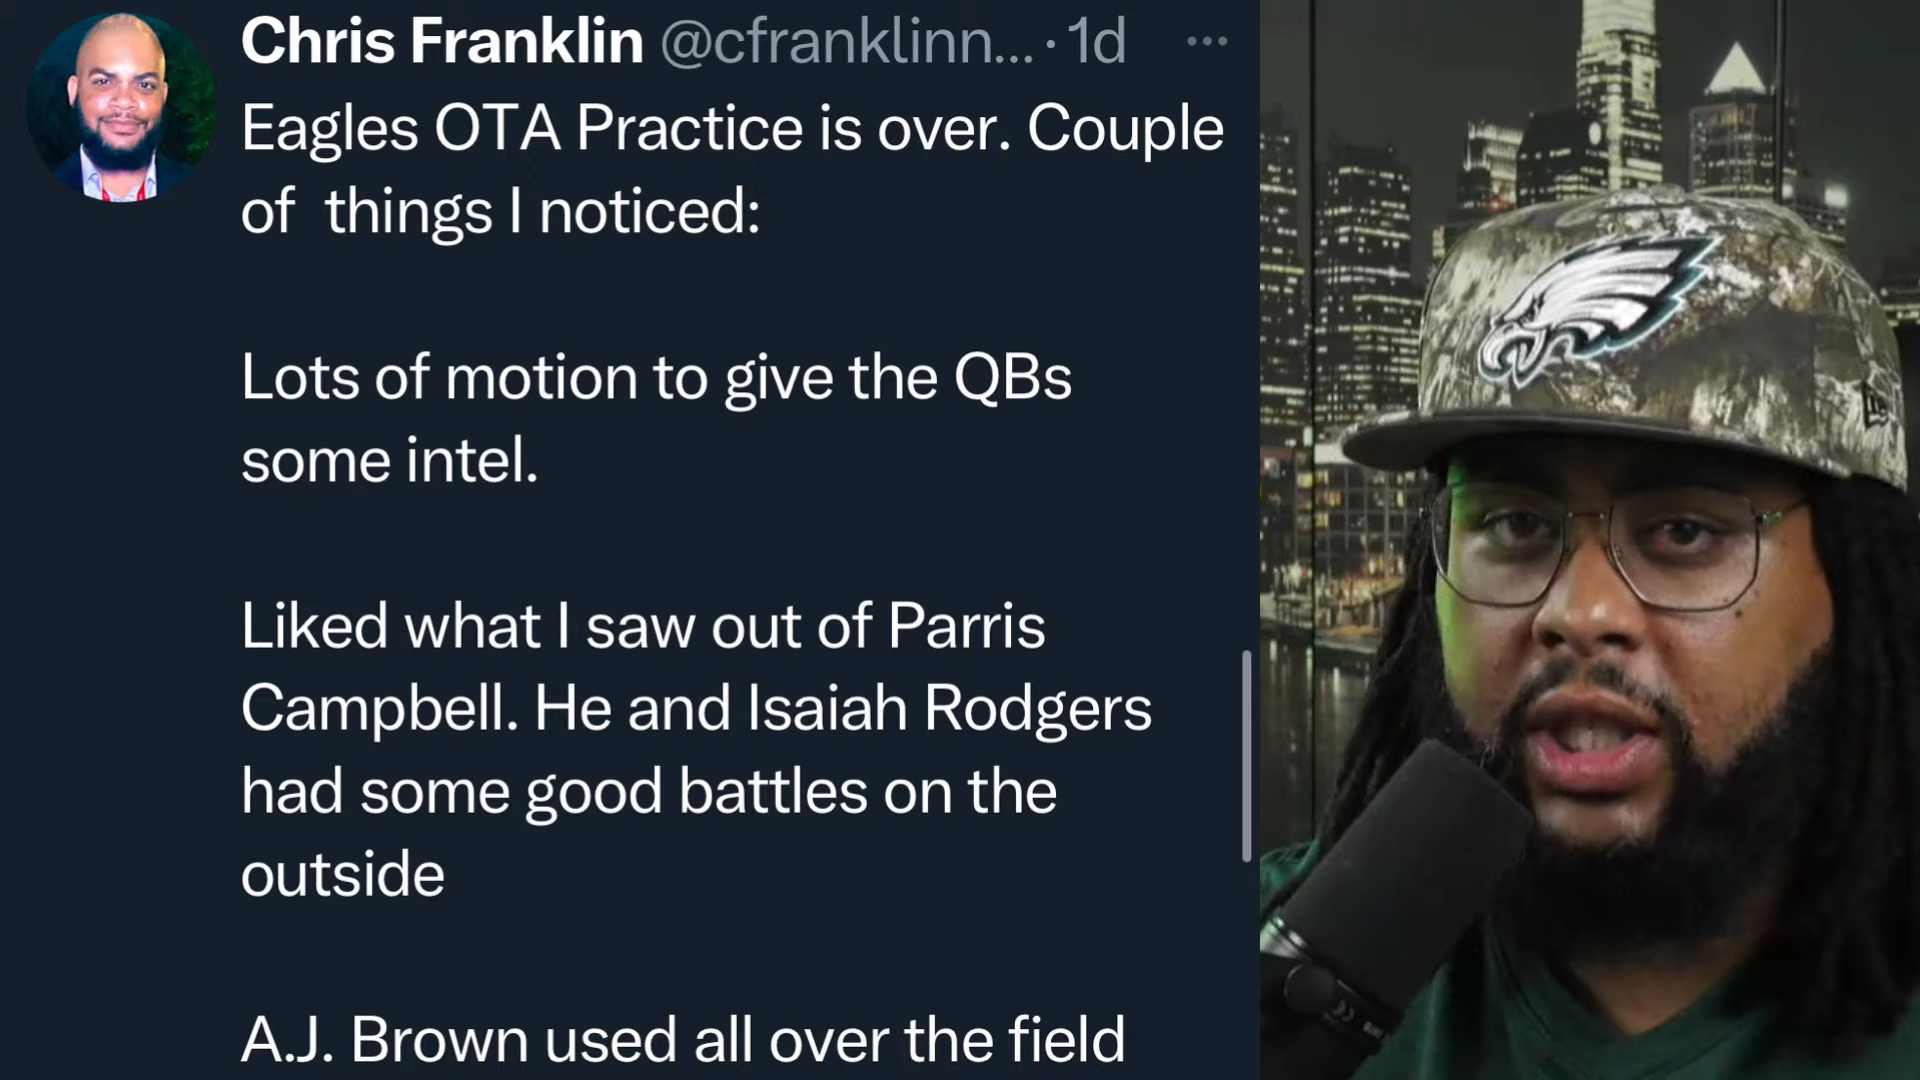 Chris Franklin @cfranklinn... · 1d
Eagles OTA Practice is over. Couple
of things I noticed:
Lots of motion to give the QBs
some intel.
Liked what I saw out of Parris
Campbell. He and Isaiah Rodgers
had some good battles on the
outside
A.J. Brown used all over the field